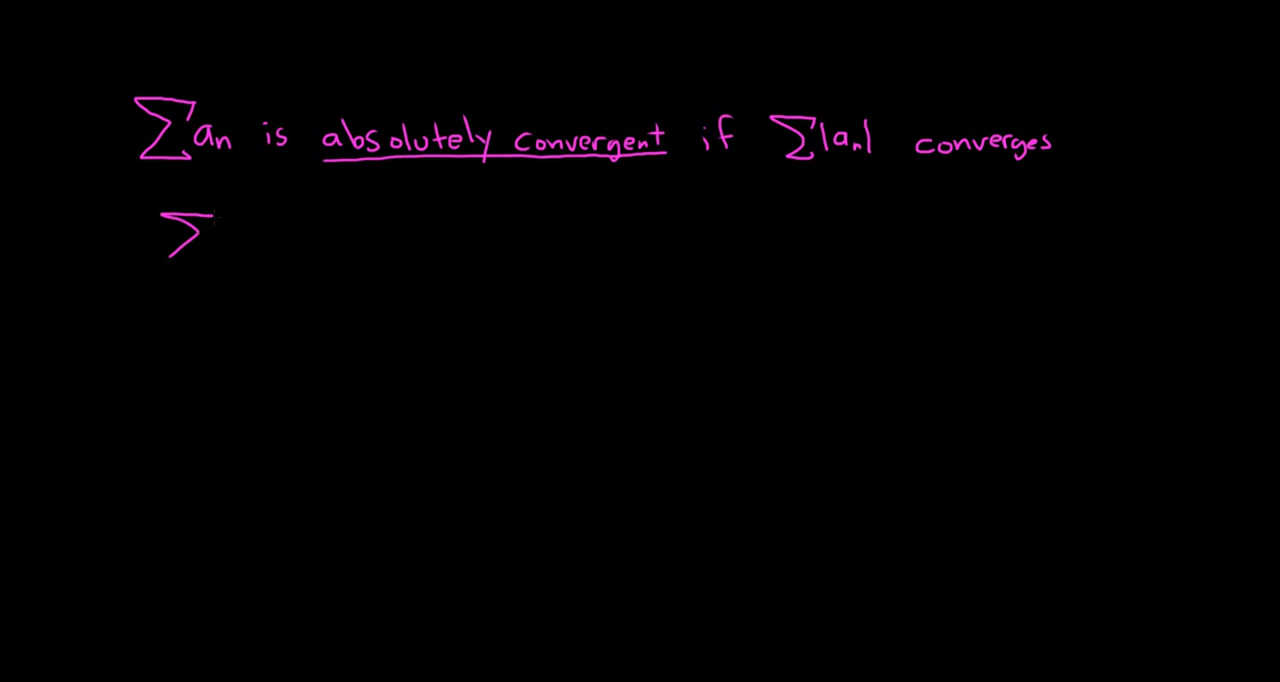 ∑an is absolutely convergent if ∑|an| converges
∑